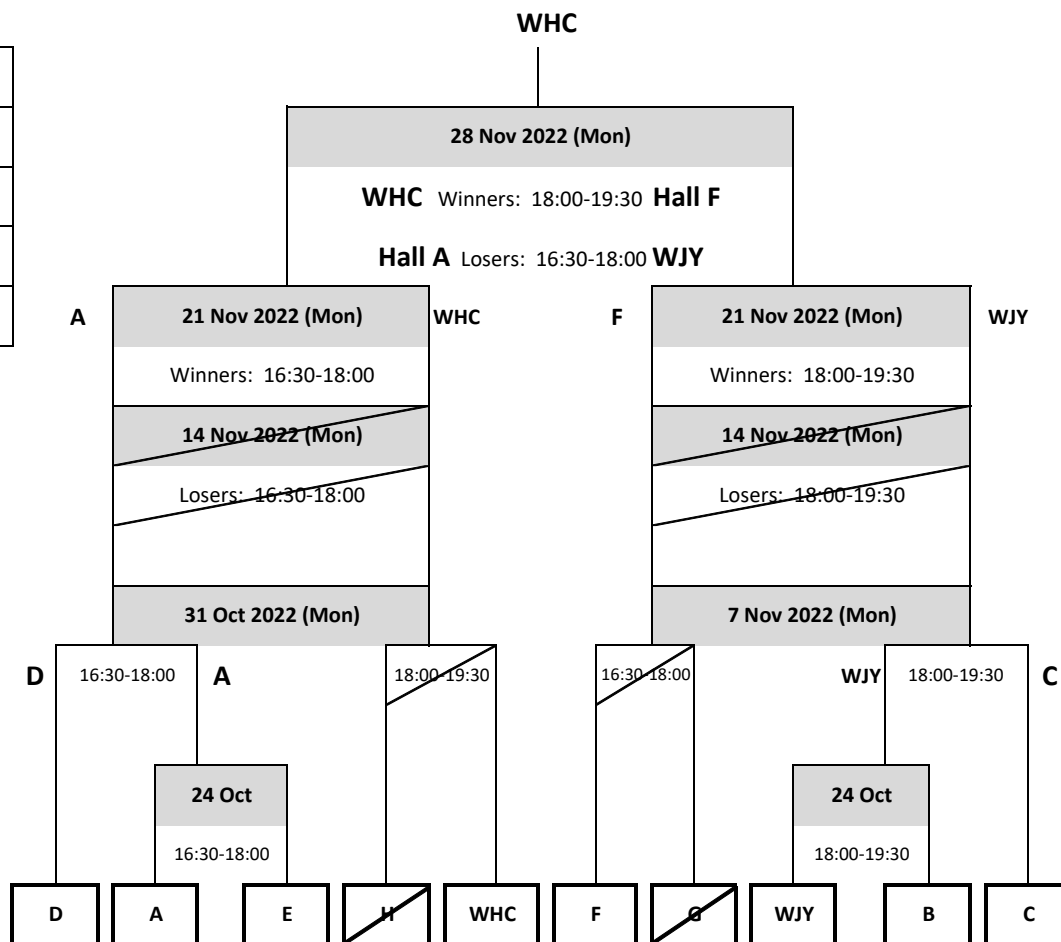 WHC
28 Nov 2022 (Mon)
WHC Winners: 18:00-19:30 Hall F
Hall A Losers: 16:30-18:00 WJY
A 21 Nov 2022 (Mon) WHC F 21 Nov 2022 (Mon) WJY
Winners: 16:30-18:00 Winners: 18:00-19:30
14 Nov 2022 (Mon) 14 Nov 2022 (Mon)
Losers: 16:30-18:00 Losers: 18:00-19:30
31 Oct 2022 (Mon) 7 Nov 2022 (Mon)
D 16:30-18:00 A 18:00-19:30 16:30-18:00 WJY 18:00-19:30 C
24 Oct 24 Oct
16:30-18:00 18:00-19:30
D A E H WHC F G WJY B C